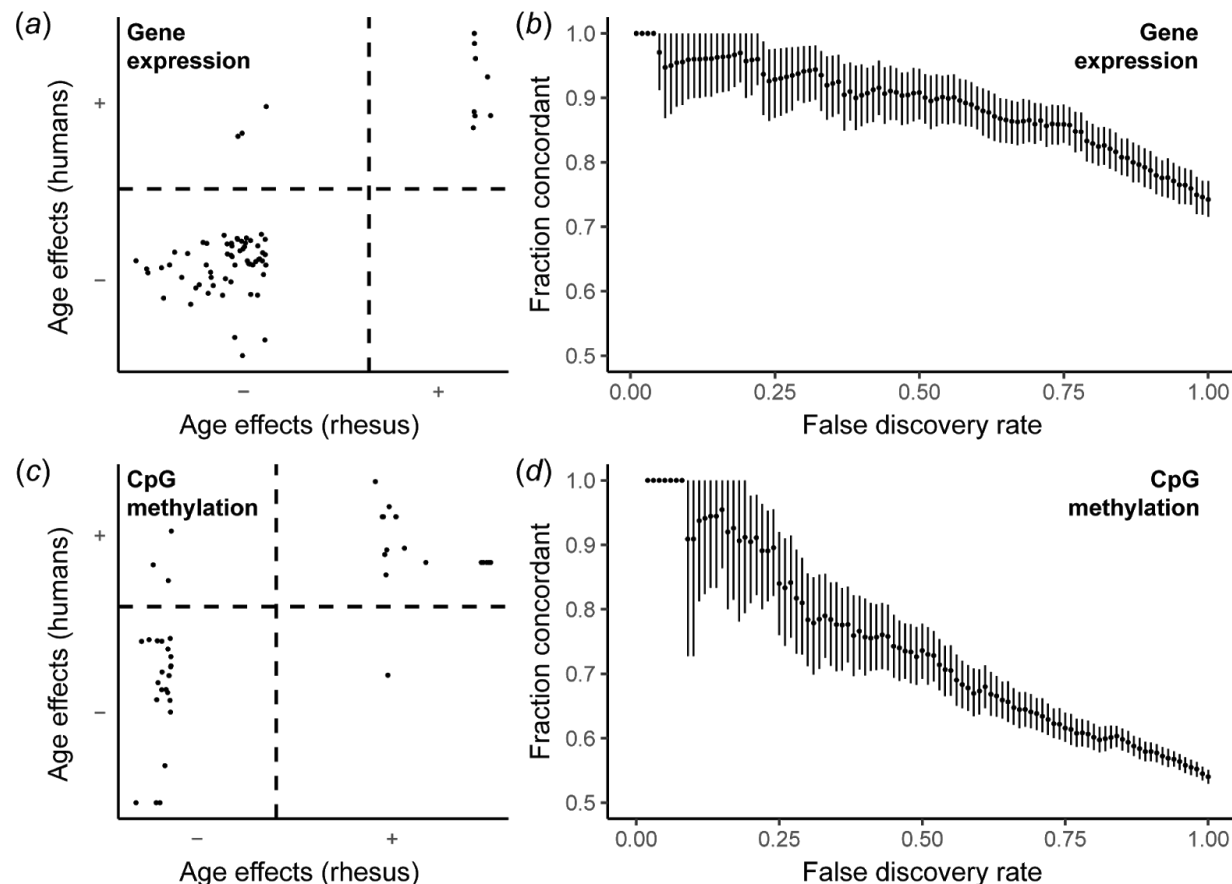 (a)
Gene
expression
Age effects (humans)
+
−
−
+
Age effects (rhesus)
(b)
Gene
expression
Fraction concordant
1.0
0.9
0.8
0.7
0.6
0.5
0.00
0.25
0.50
0.75
1.00
False discovery rate
(c)
CpG
methylation
Age effects (humans)
+
−
−
+
Age effects (rhesus)
(d)
CpG
methylation
Fraction concordant
1.0
0.9
0.8
0.7
0.6
0.5
0.00
0.25
0.50
0.75
1.00
False discovery rate